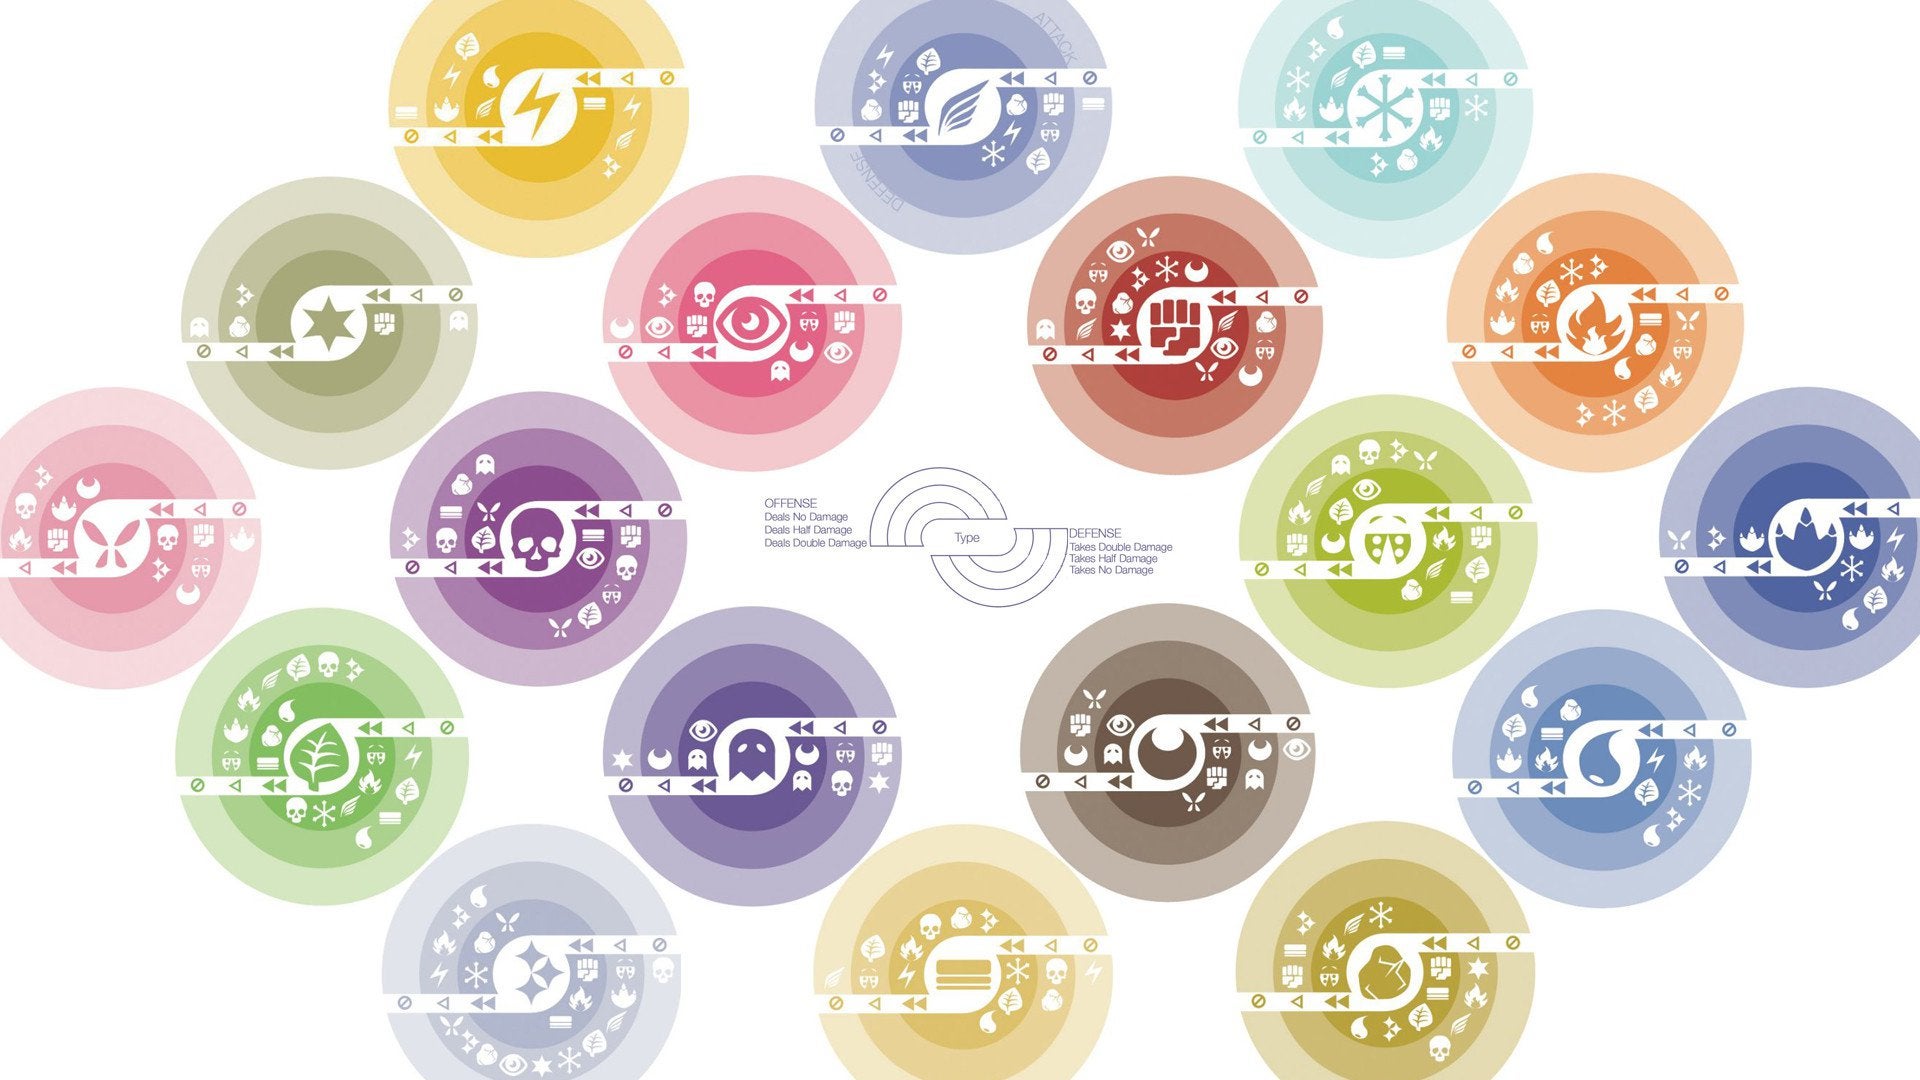 ATTACK
DEFENSE
OFFENSE
Deals No Damage
Deals Half Damage
Deals Double Damage
Type
DEFENSE
Takes Double Damage
Takes Half Damage
Takes No Damage